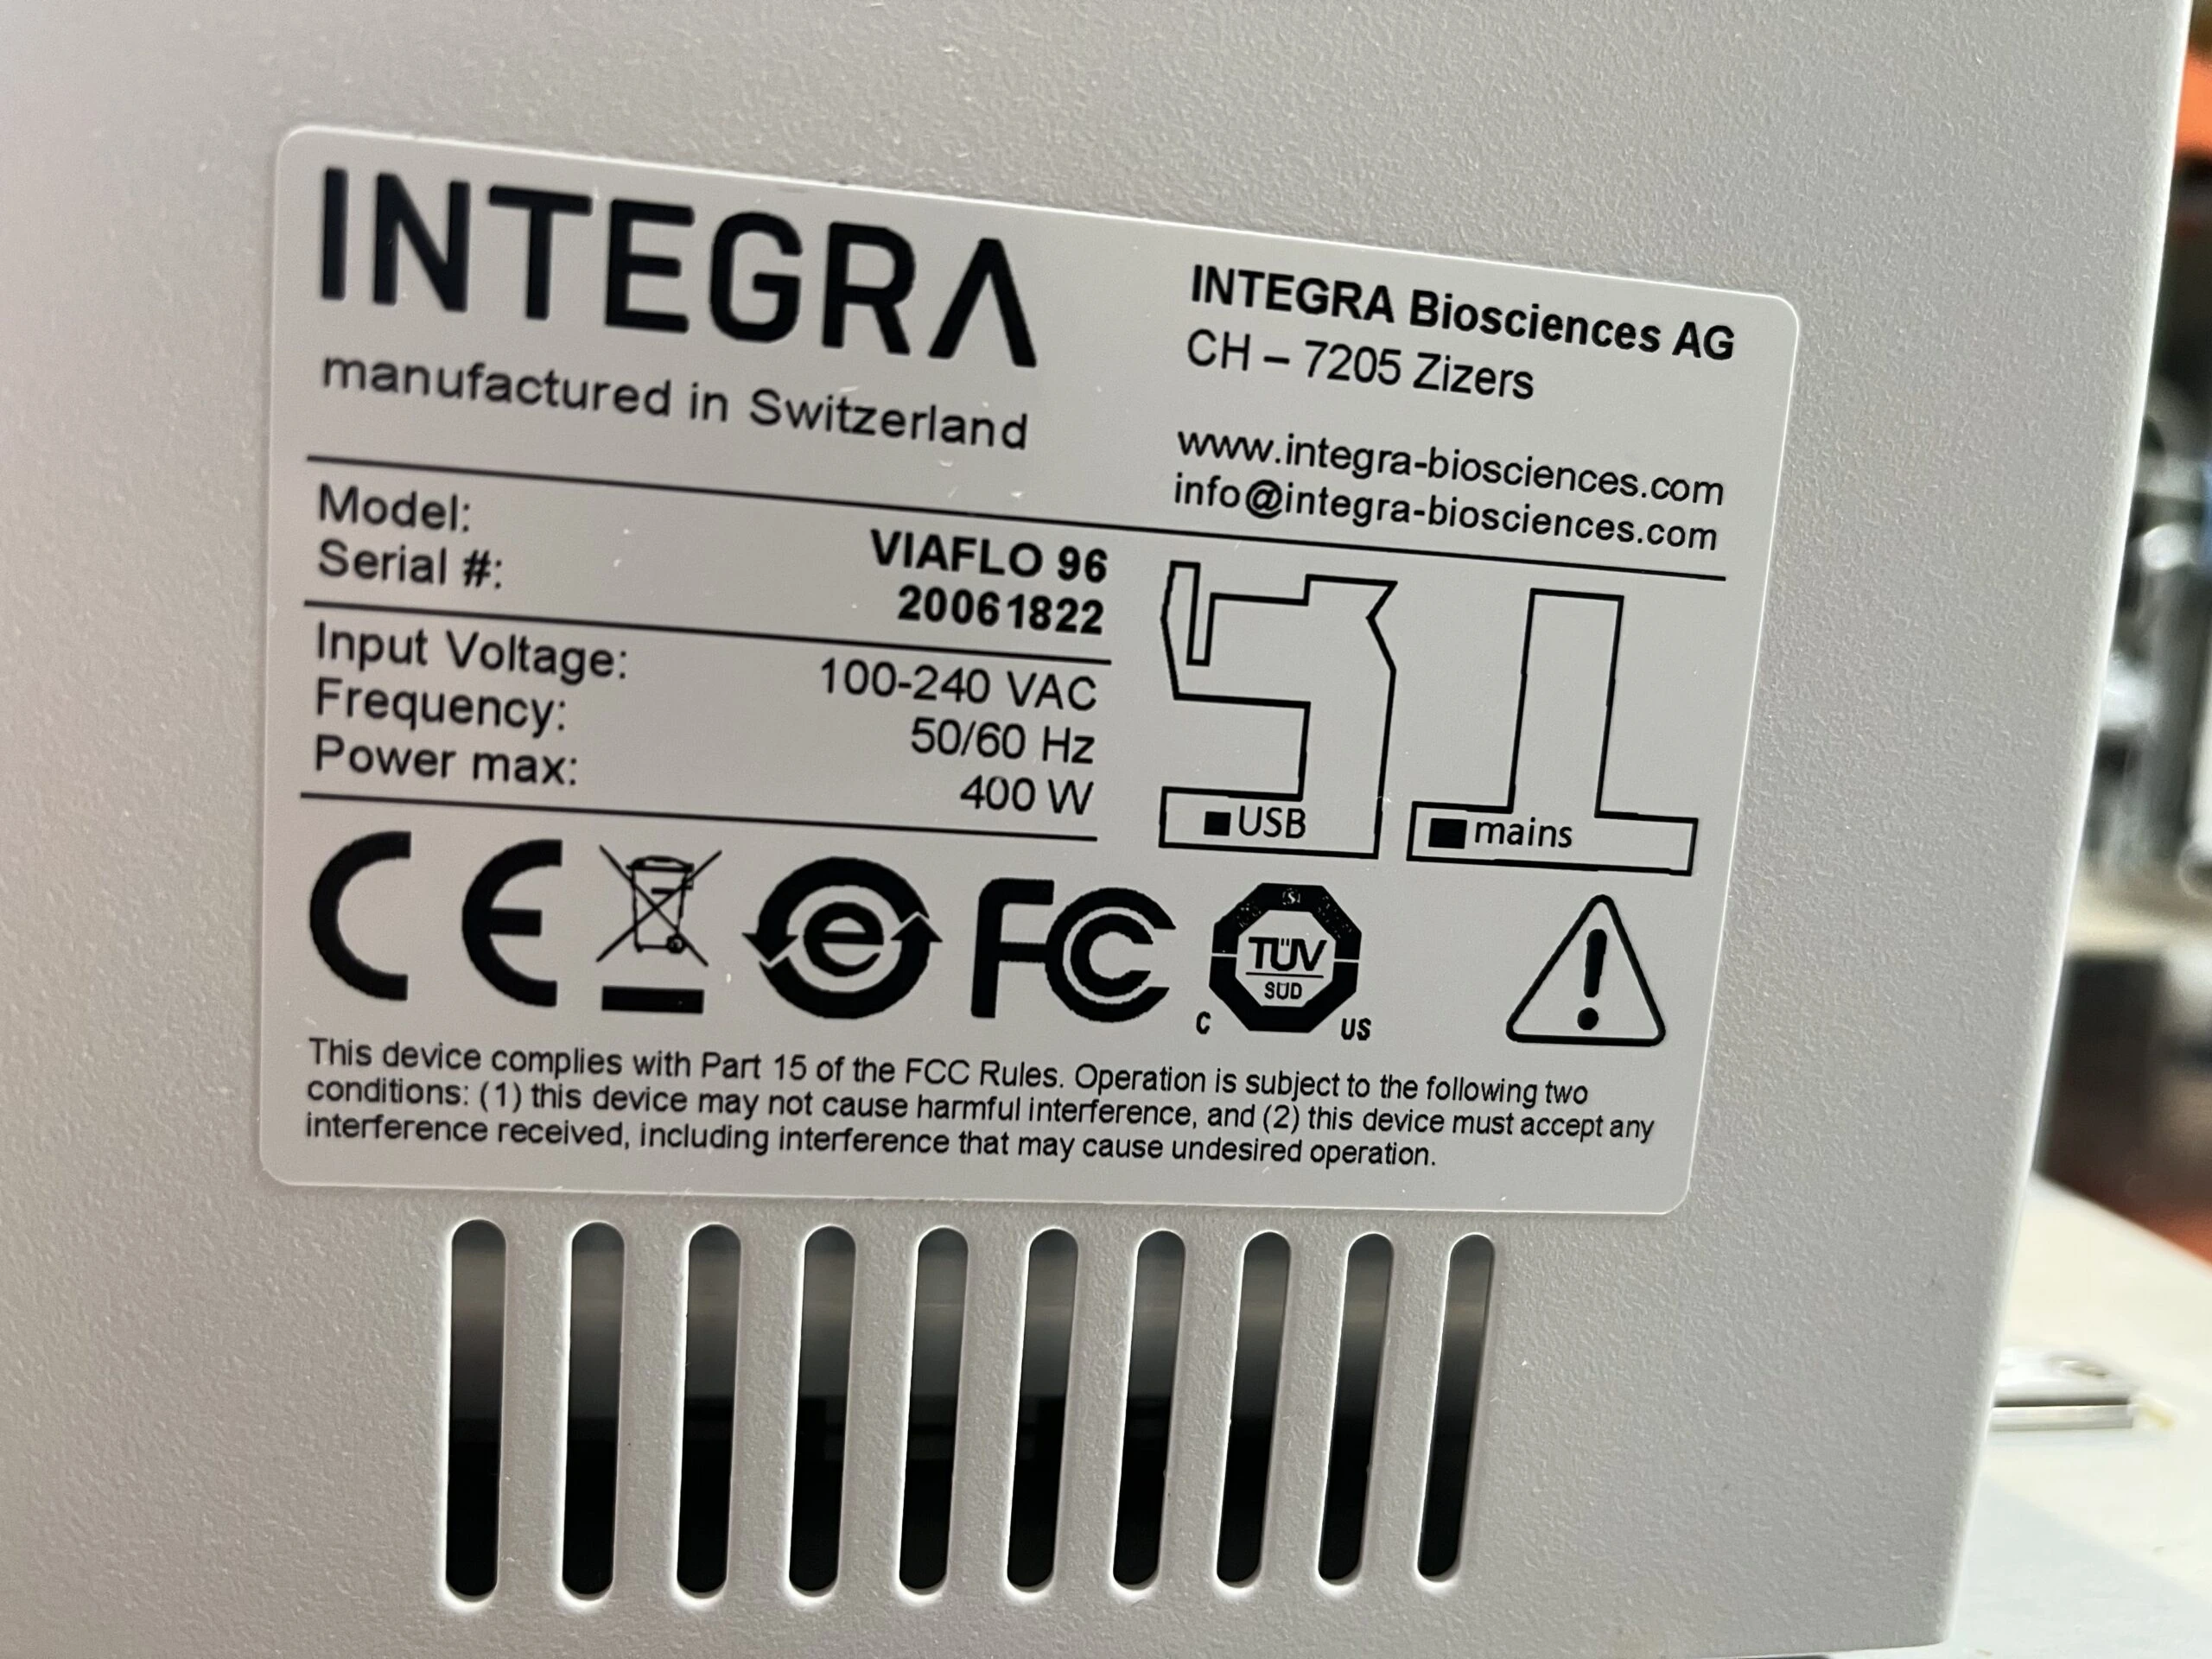 INTEGRA
manufactured in Switzerland
INTEGRA Biosciences AG
CH – 7205 Zizers
www.integra-biosciences.com
info@integra-biosciences.com
Model: VIAFLO 96
Serial #: 20061822
Input Voltage: 100-240 VAC
Frequency: 50/60 Hz
Power max: 400 W
USB
mains
CE
e
FC
TÜV
SÜD
C US
This device complies with Part 15 of the FCC Rules. Operation is subject to the following two
conditions: (1) this device may not cause harmful interference, and (2) this device must accept any
interference received, including interference that may cause undesired operation.